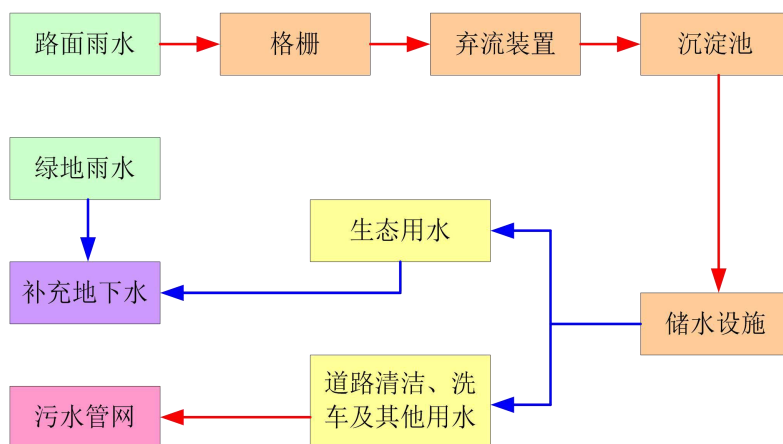 路面雨水
格栅
弃流装置
沉淀池
绿地雨水
生态用水
补充地下水
储水设施
道路清洁、洗
车及其他用水
污水管网